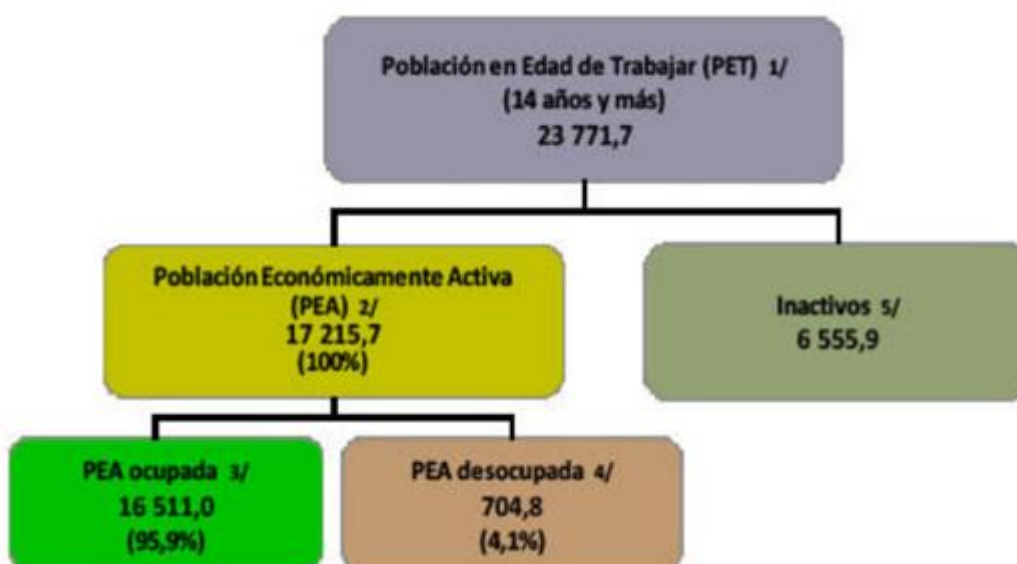 Población en Edad de Trabajar (PET) 1/
(14 años y más)
23 771,7
Población Económicamente Activa
(PEA) 2/
17 215,7
(100%)
Inactivos 5/
6 555,9
PEA ocupada 3/
16 511,0
(95,9%)
PEA desocupada 4/
704,8
(4,1%)